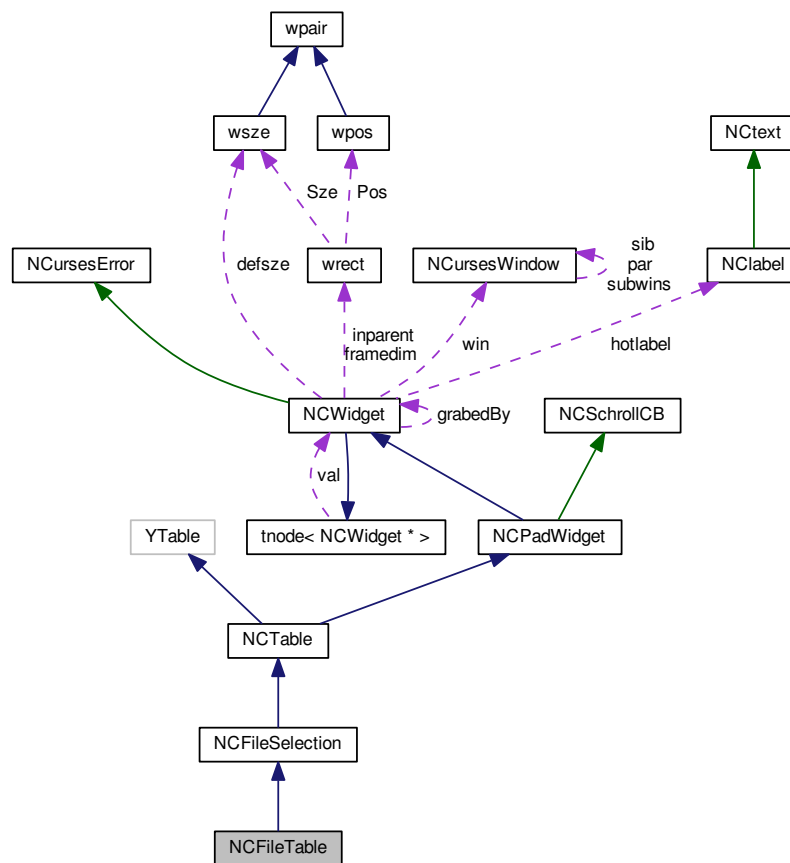 wpair
wsze
wpos
NCtext
Sze
Pos
NCursesError
defsze
wrect
NCursesWindow
sib
par
subwins
NClabel
inparent
framedim
win
hotlabel
NCWidget
grabedBy
NCSchrollCB
val
YTable
tnode< NCWidget * >
NCPadWidget
NCTable
NCFileSelection
NCFileTable